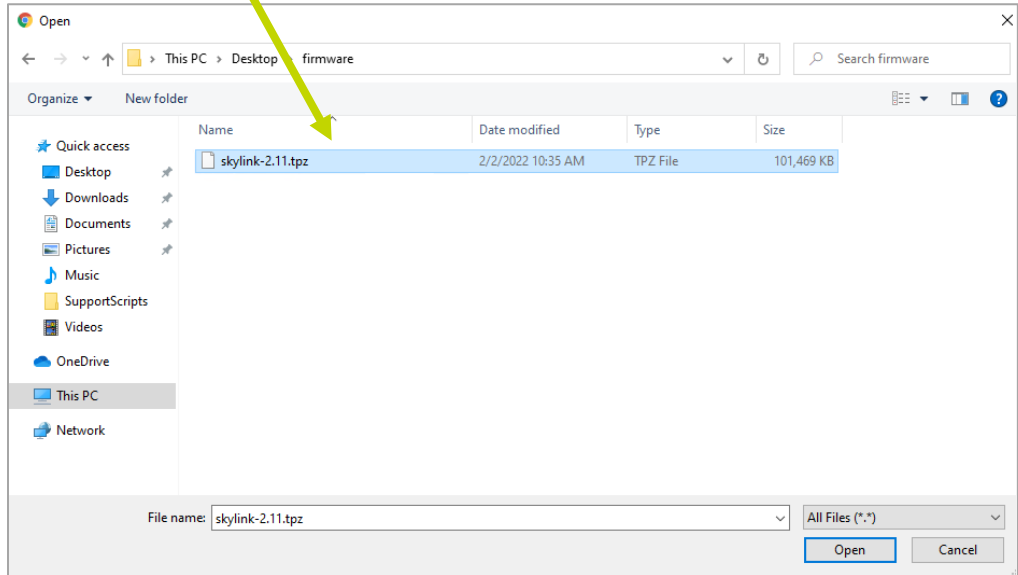 Open
This PC > Desktop > firmware
Search firmware
Organize
New folder
Name
Date modified
Type
Size
skylink-2.11.tpz
2/2/2022 10:35 AM
TPZ File
101,469 KB
Quick access
Desktop
Downloads
Documents
Pictures
Music
SupportScripts
Videos
OneDrive
This PC
Network
File name:
skylink-2.11.tpz
All Files (*.*)
Open
Cancel